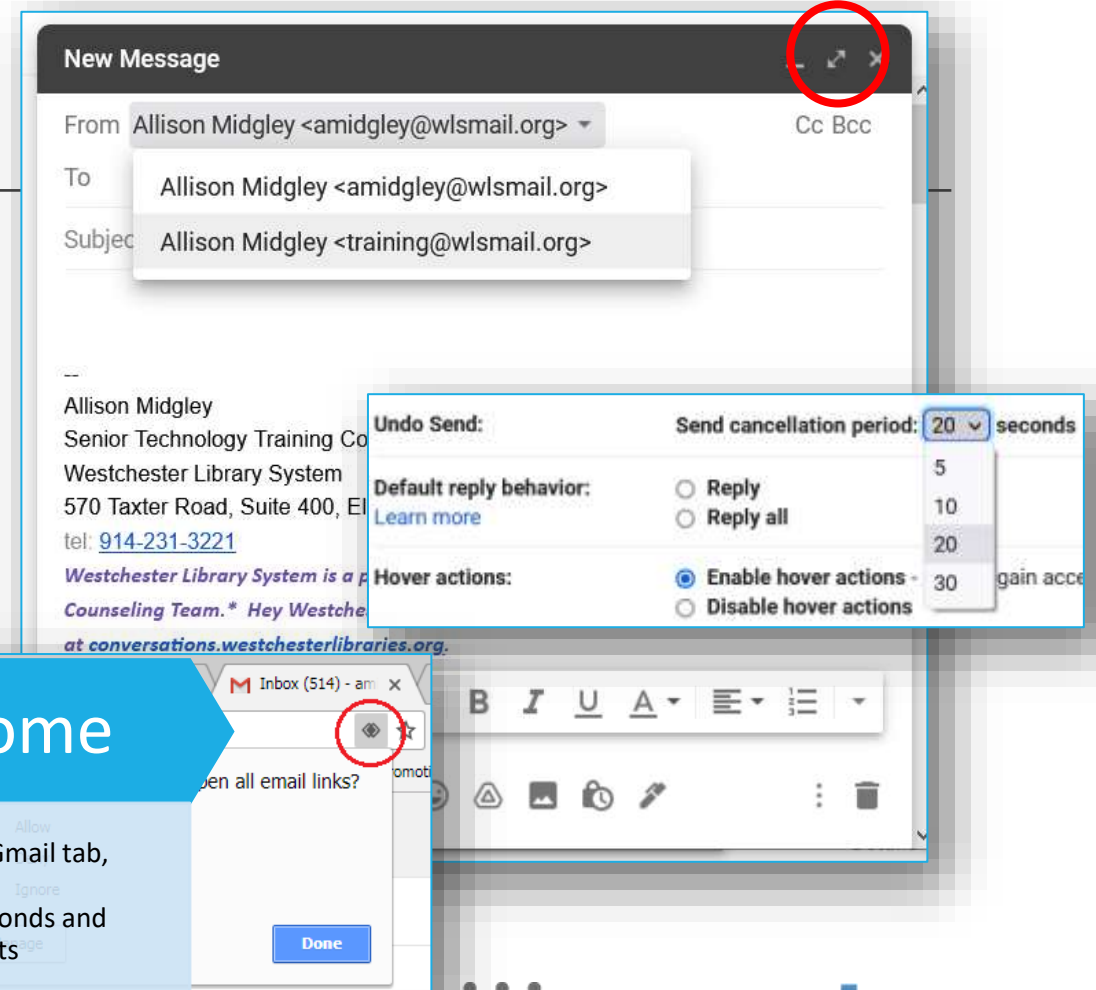 New Message
From Allison Midgley <amidgley@wlsmail.org> Cc Bcc
To
Allison Midgley <amidgley@wlsmail.org>
Subjec
Allison Midgley <training@wlsmail.org>
--
Allison Midgley
Senior Technology Training Co
Westchester Library System
570 Taxter Road, Suite 400, El
tel: 914-231-3221
Westchester Library System is a p
Counseling Team.* Hey Westche
at conversations.westchesterlibraries.org.
Undo Send: Send cancellation period: 20 seconds
5
10
20
30
Default reply behavior:
Learn more
Reply
Reply all
Hover actions:
Enable hover actions - gain acce
Disable hover actions
B I U A
Inbox (514) - am
ome
pen all email links?
omoti
Allow
Gmail tab,
Ignore
onds and
ts
Done